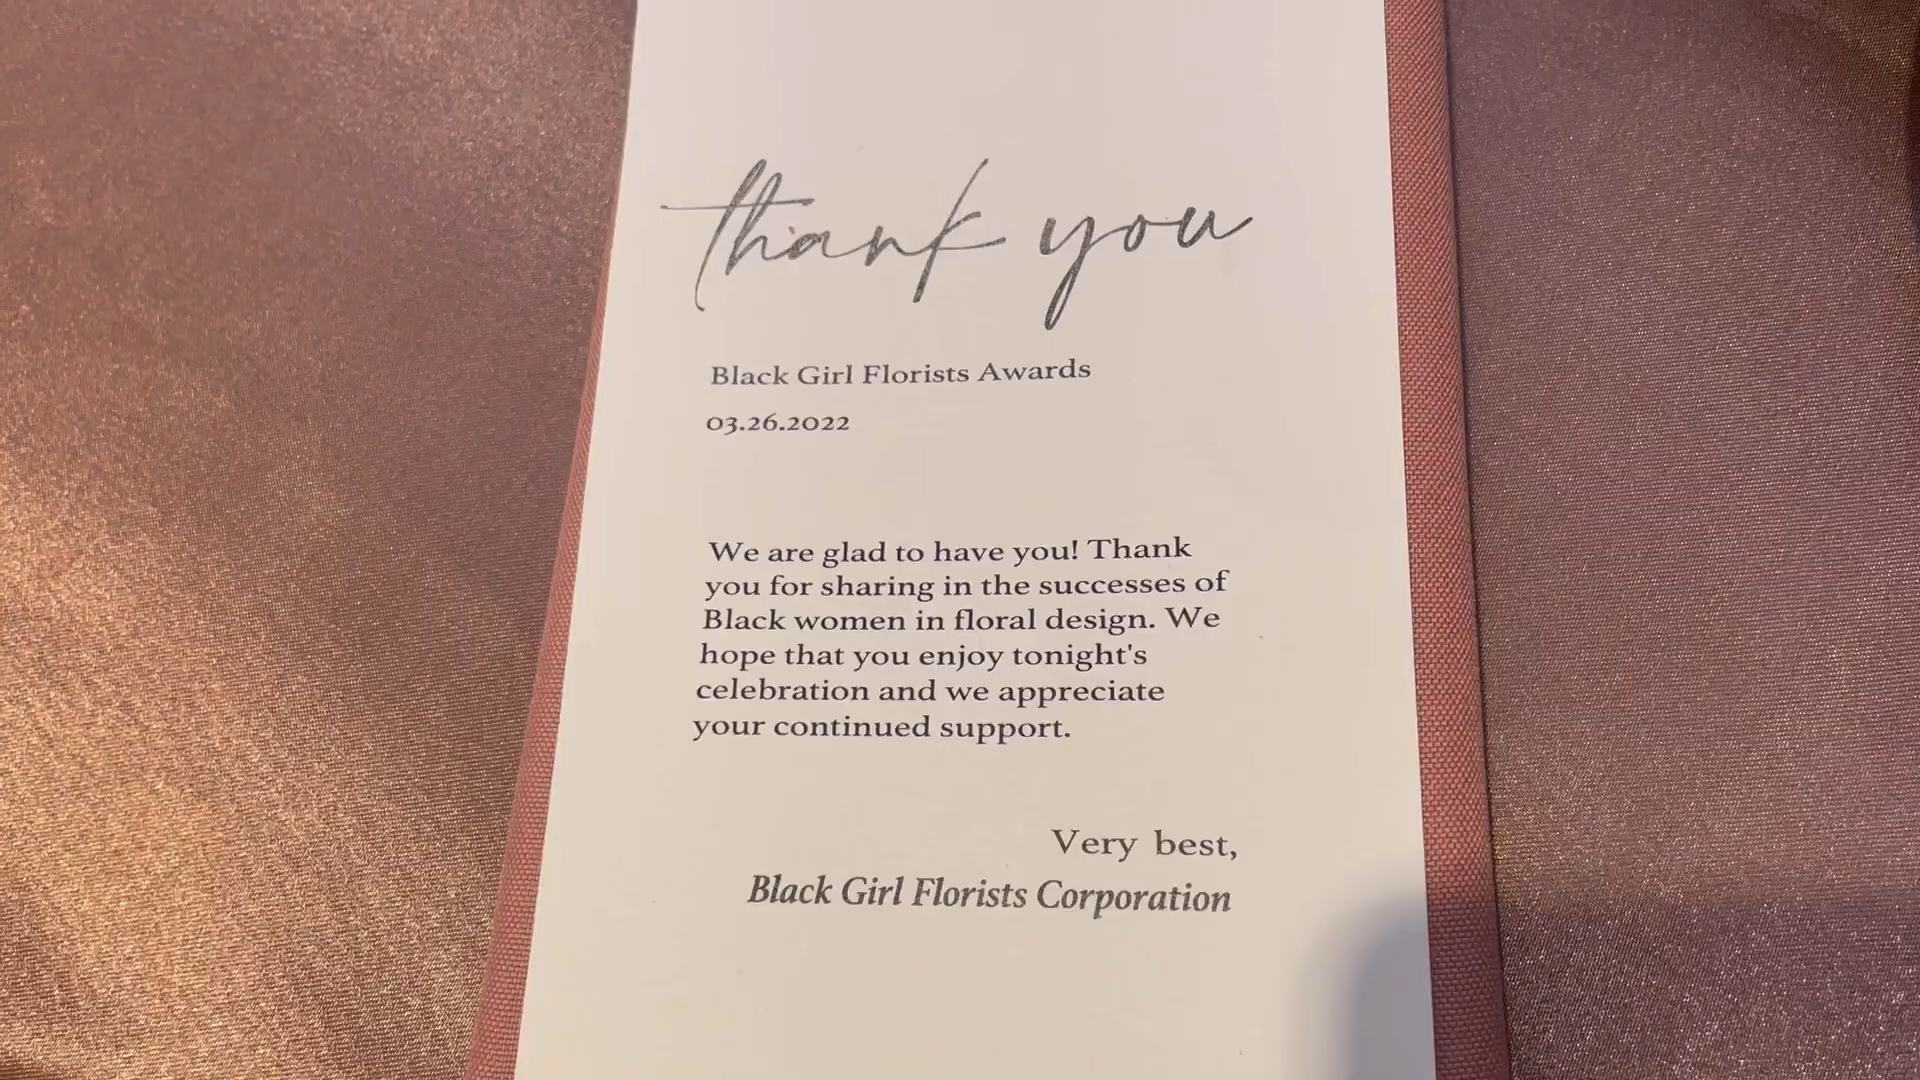 thank you
Black Girl Florists Awards
03.26.2022
We are glad to have you! Thank
you for sharing in the successes of
Black women in floral design. We
hope that you enjoy tonight's
celebration and we appreciate
your continued support.
Very best,
Black Girl Florists Corporation